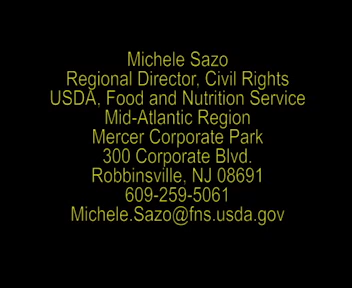 Michele Sazo
Regional Director, Civil Rights
USDA, Food and Nutrition Service
Mid-Atlantic Region
Mercer Corporate Park
300 Corporate Blvd.
Robbinsville, NJ 08691
609-259-5061
Michele.Sazo@fns.usda.gov